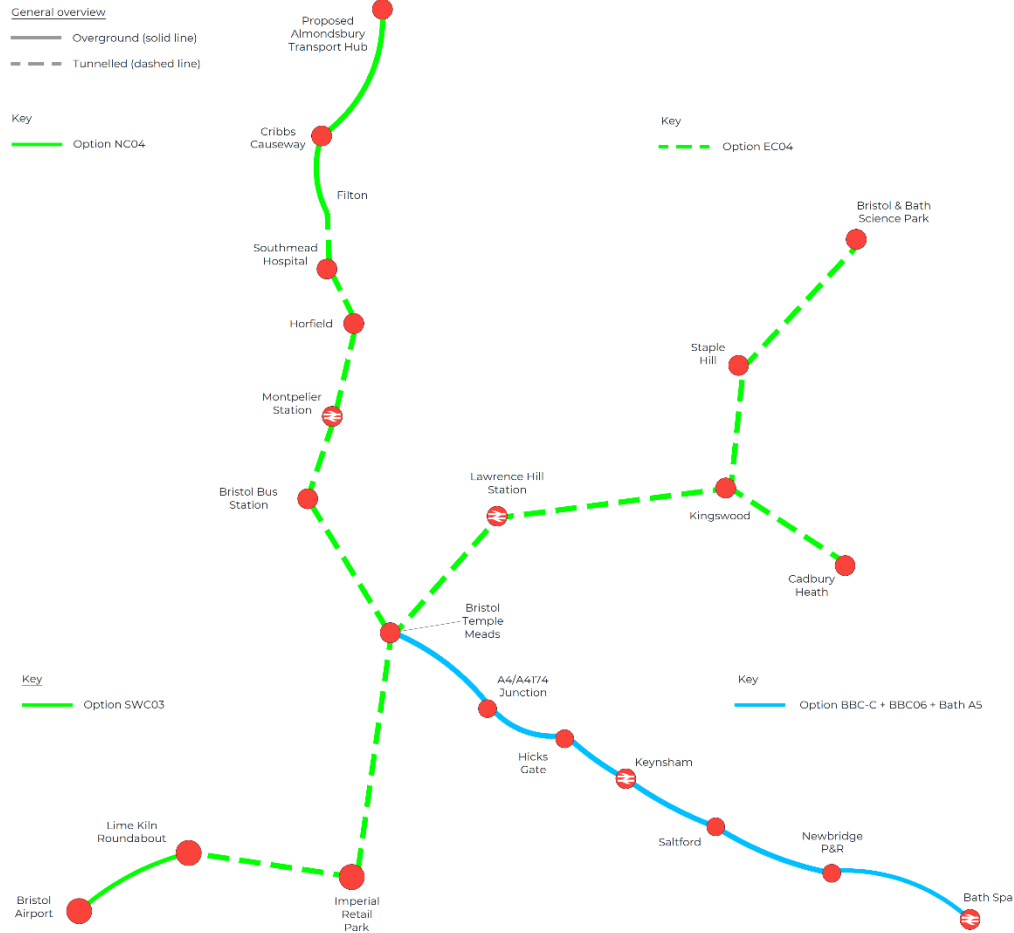 General overview
Overground (solid line)
Tunnelled (dashed line)
Key
Option NC04
Proposed
Almondsbury
Transport Hub
Cribbs
Causeway
Filton
Southmead
Hospital
Horfield
Montpelier
Station
Bristol Bus
Station
Key
Option EC04
Bristol & Bath
Science Park
Staple
Hill
Lawrence Hill
Station
Kingswood
Cadbury
Heath
Bristol
Temple
Meads
Key
Option SWC03
Lime Kiln
Roundabout
Bristol
Airport
Imperial
Retail
Park
Key
Option BBC-C + BBC06 + Bath A5
A4/A4174
Junction
Hicks
Gate
Keynsham
Saltford
Newbridge
P&R
Bath Spa